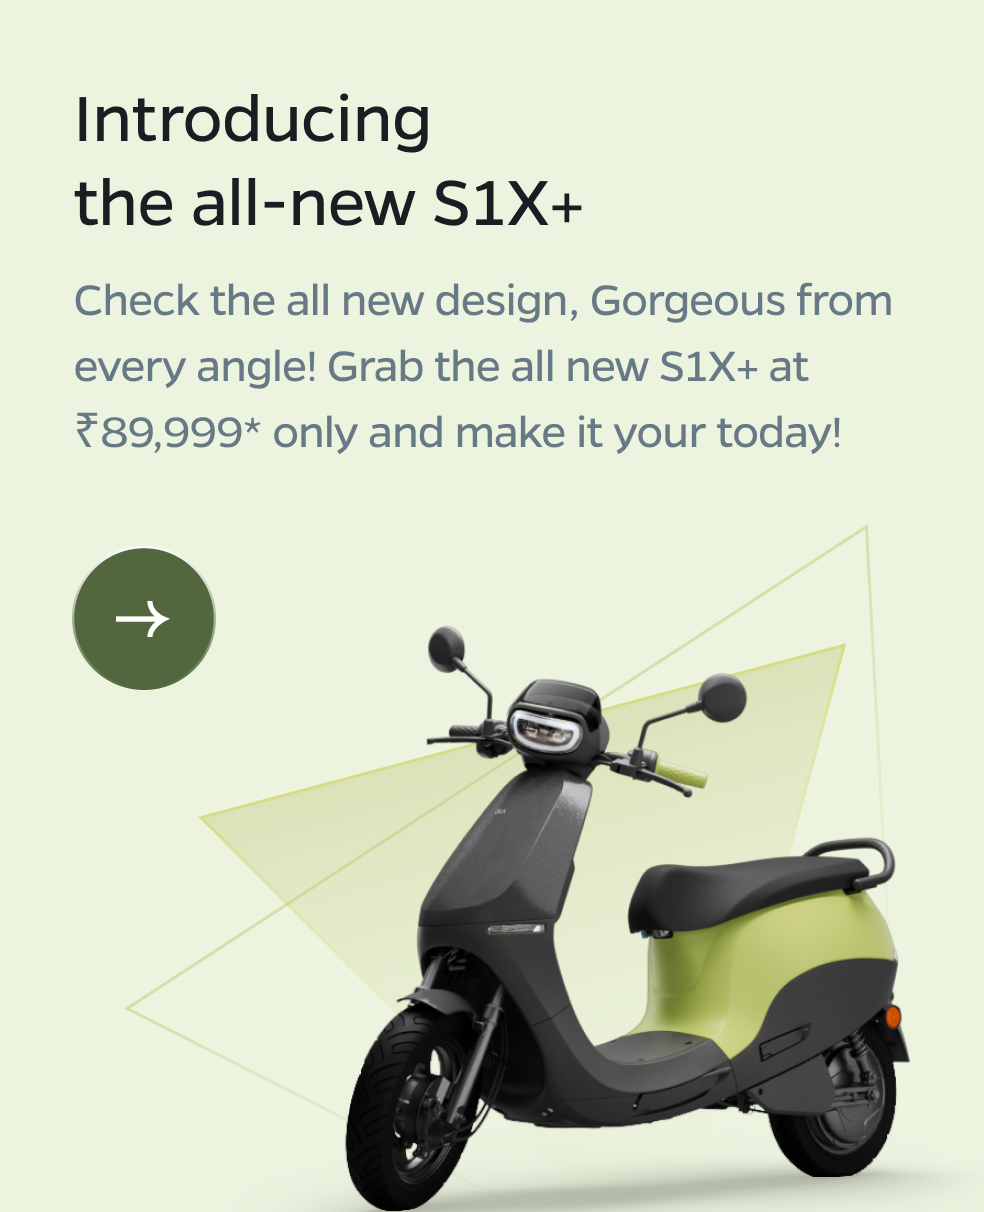 Introducing
the all-new S1X+
Check the all new design, Gorgeous from
every angle! Grab the all new S1X+ at
₹89,999* only and make it your today!
OLA